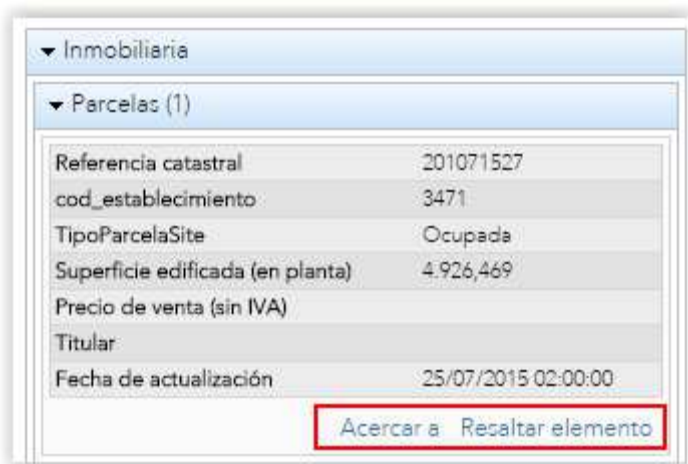 Inmobiliaria
Parcelas (1)
Referencia catastral 201071527
cod_establecimiento 3471
TipoParcelaSite Ocupada
Superficie edificada (en planta) 4.926,469
Precio de venta (sin IVA)
Titular
Fecha de actualización 25/07/2015 02:00:00
Acercar a Resaltar elemento